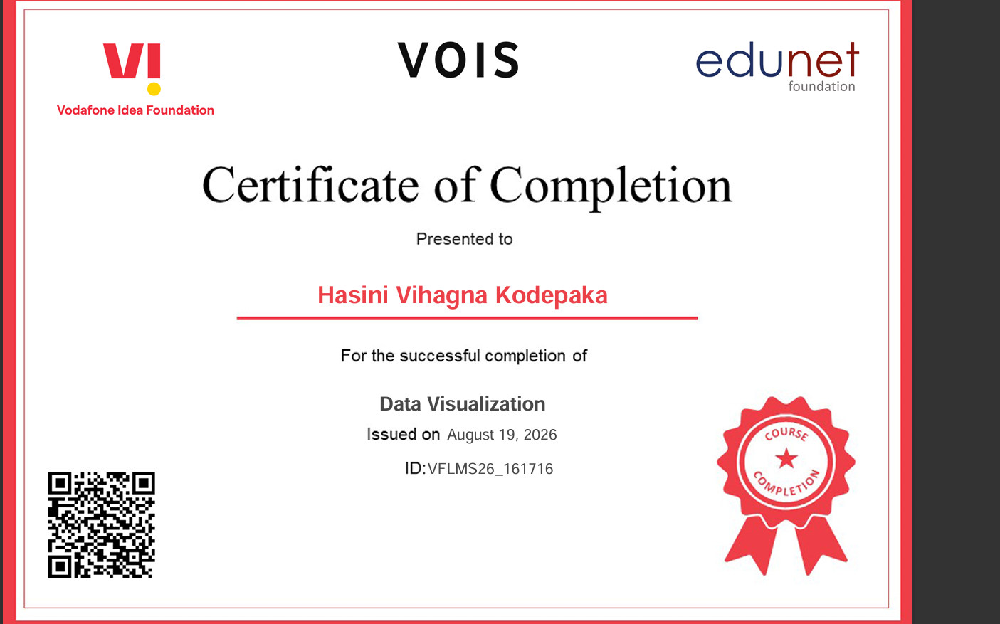 VI
Vodafone Idea Foundation
VOIS
edunet
foundation
Certificate of Completion
Presented to
Hasini Vihagna Kodepaka
For the successful completion of
Data Visualization
Issued on August 19, 2026
ID:VFLMS26_161716
COURSE
COMPLETION